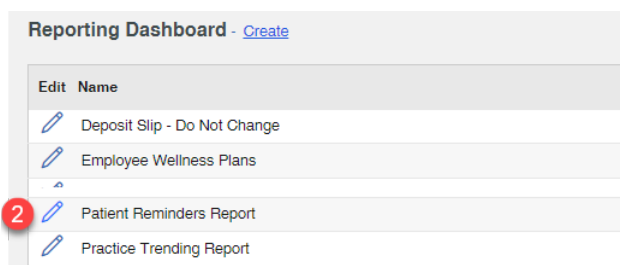 Reporting Dashboard - Create
Edit Name
Deposit Slip - Do Not Change
Employee Wellness Plans
2 Patient Reminders Report
Practice Trending Report